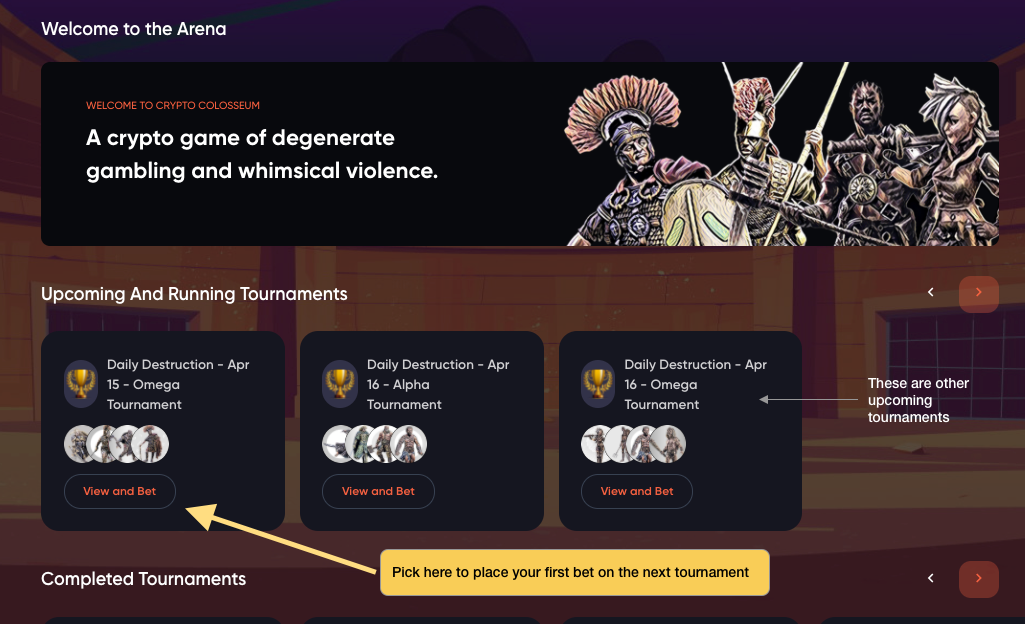 Welcome to the Arena
WELCOME TO CRYPTO COLOSSEUM
A crypto game of degenerate
gambling and whimsical violence.
Upcoming And Running Tournaments
Daily Destruction - Apr
15 - Omega
Tournament
View and Bet
Daily Destruction - Apr
16 - Alpha
Tournament
View and Bet
Daily Destruction - Apr
16 - Omega
Tournament
View and Bet
These are other
upcoming
tournaments
Pick here to place your first bet on the next tournament
Completed Tournaments